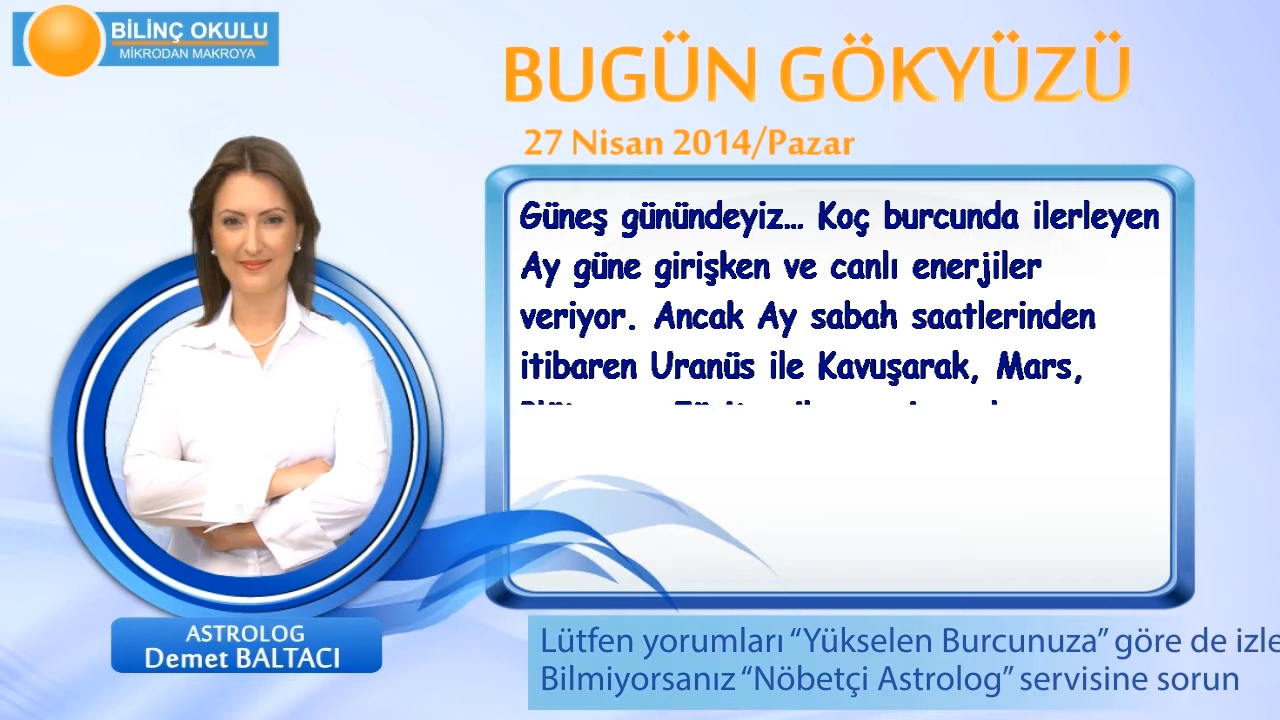 BİLİNÇ OKULU
MİKRODAN MAKROYA
BUGÜN GÖKYÜZÜ
27 Nisan 2014/Pazar
Güneş günündeyiz... Koç burcunda ilerleyen
Ay güne girişken ve canlı enerjiler
veriyor. Ancak Ay sabah saatlerinden
itibaren Uranüs ile Kavuşarak, Mars,
ASTROLOG
Demet BALTACI
Lütfen yorumları “Yükselen Burcunuza” göre de izle
Bilmiyorsanız “Nöbetçi Astrolog” servisine sorun